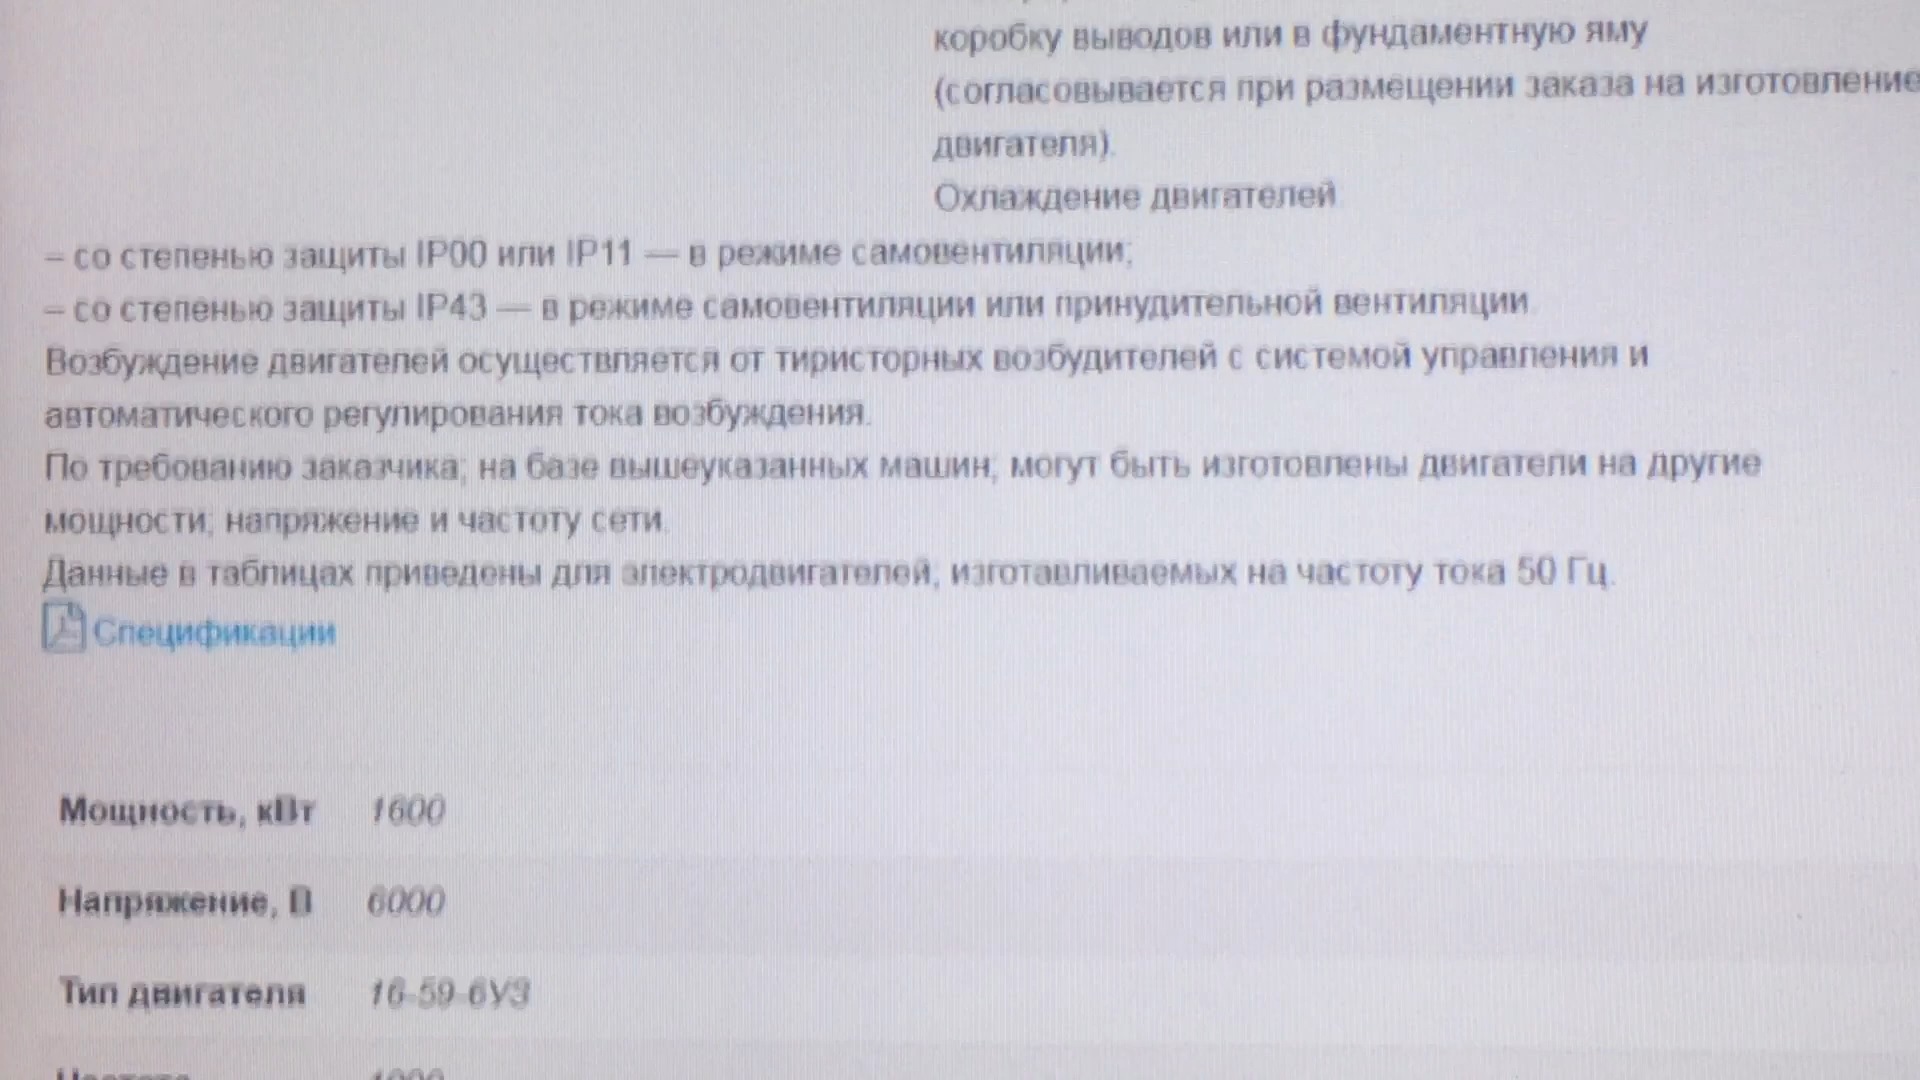 коробку выводов или в фундаментную яму
(согласовывается при размещении заказа на изготовление
двигателя).
Охлаждение двигателей
– со степенью защиты IP00 или IP11 — в режиме самовентиляции;
– со степенью защиты IP43 — в режиме самовентиляции или принудительной вентиляции.
Возбуждение двигателей осуществляется от тиристорных возбудителей с системой управления и
автоматического регулирования тока возбуждения.
По требованию заказчика, на базе вышеуказанных машин, могут быть изготовлены двигатели на другие
мощности, напряжение и частоту сети.
Данные в таблицах приведены для электродвигателей, изготавливаемых на частоту тока 50 Гц.
Спецификации
Мощность, кВт 1600
Напряжение, В 6000
Тип двигателя 16-59-6У3